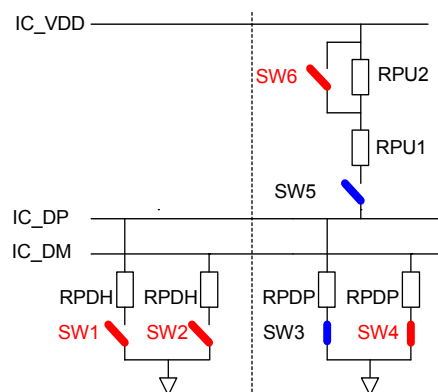 IC_VDD
SW6
RPU2
RPU1
SW5
IC_DP
IC_DM
RPDH RPDH RPDP RPDP
SW1 SW2 SW3 SW4